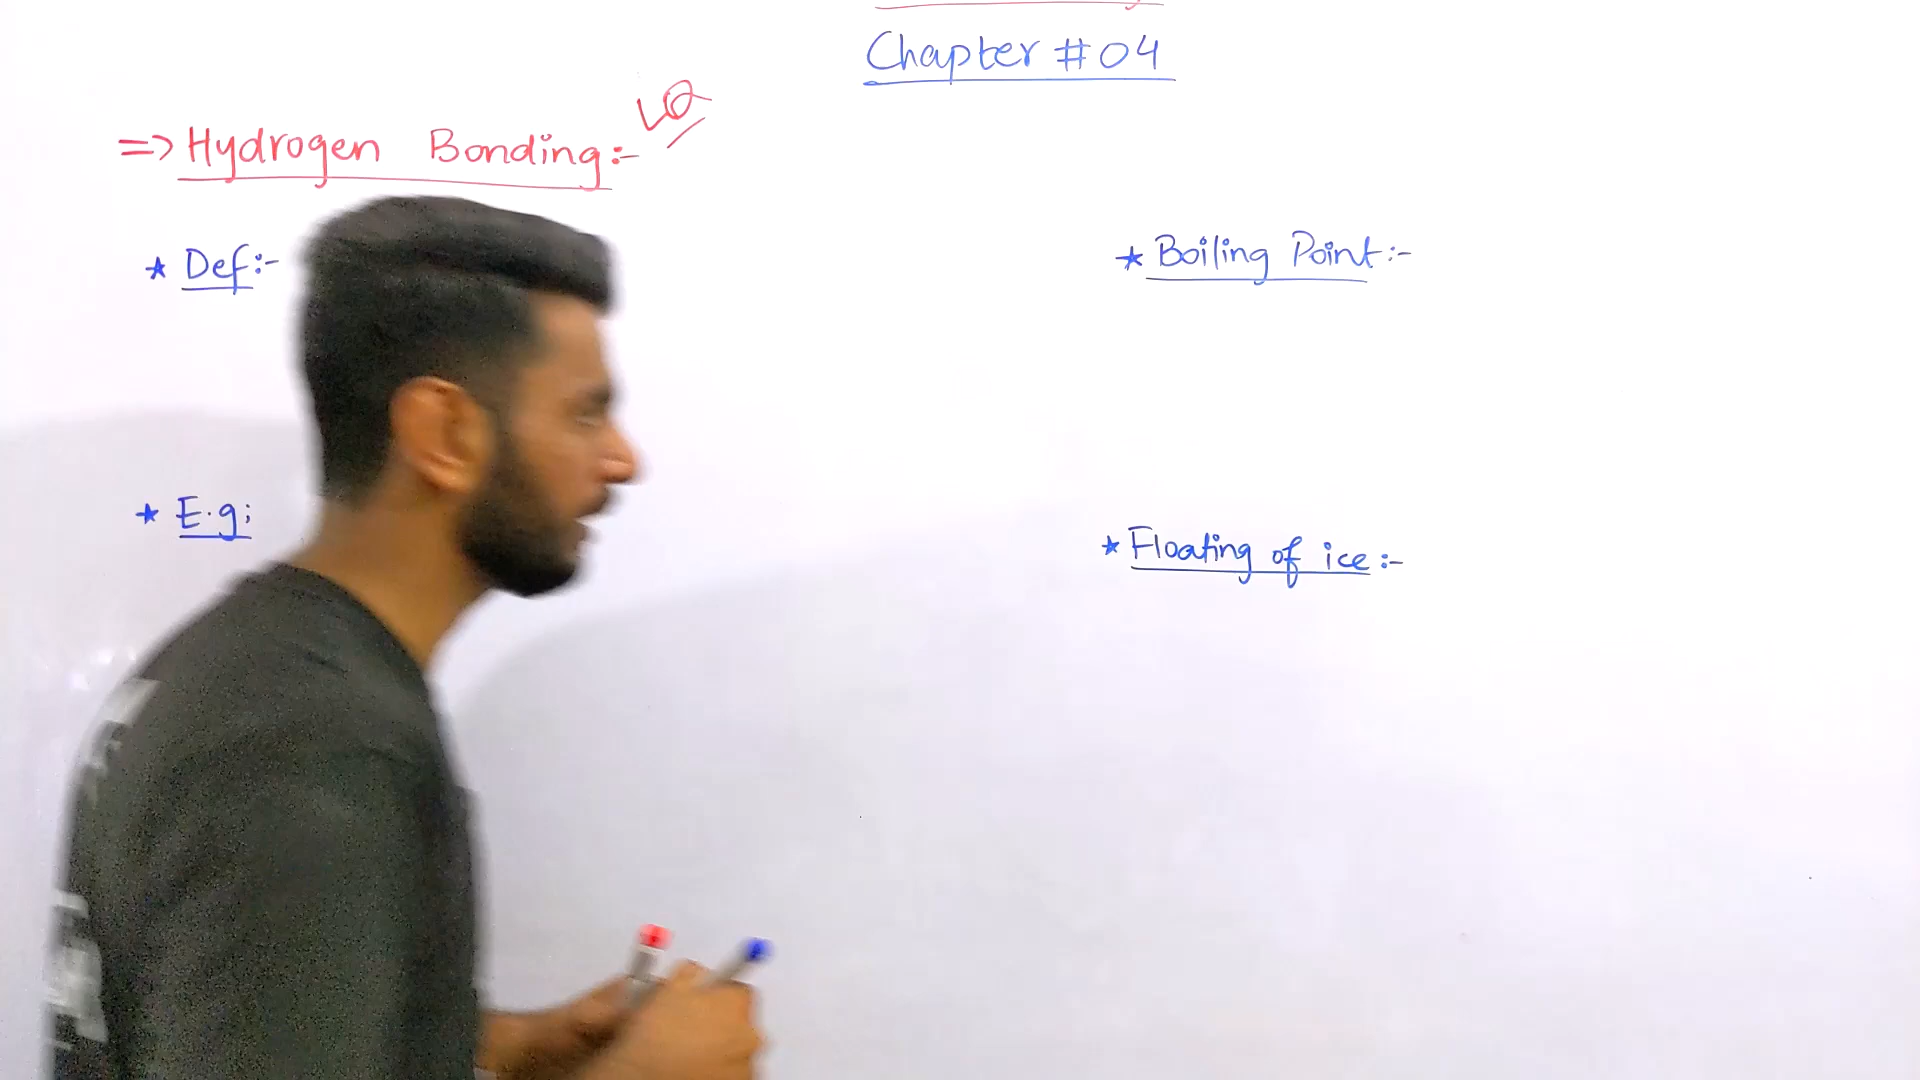 Chapter # 04
=> Hydrogen Bonding:- LQ
* Def:-
* E.g:
* Boiling Point:-
* Floating of ice:-